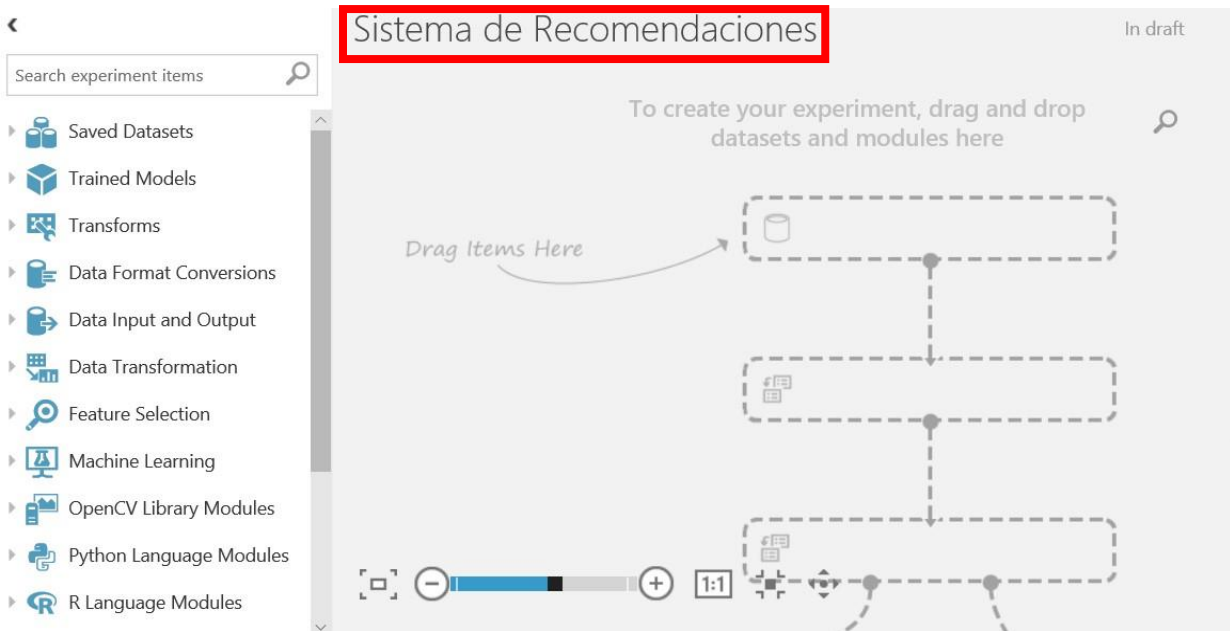 Sistema de Recomendaciones
In draft
Search experiment items
To create your experiment, drag and drop
datasets and modules here
Drag Items Here
Saved Datasets
Trained Models
Transforms
Data Format Conversions
Data Input and Output
Data Transformation
Feature Selection
Machine Learning
OpenCV Library Modules
Python Language Modules
R Language Modules
1:1